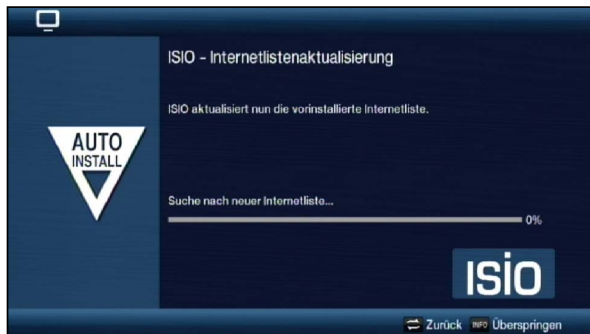 ISIO - Internetlistenaktualisierung
ISIO aktualisiert nun die vorinstallierte Internetliste.
AUTO
INSTALL
Suche nach neuer Internetliste...
0%
ISIO
INFO
Zurück INFO Überspringen